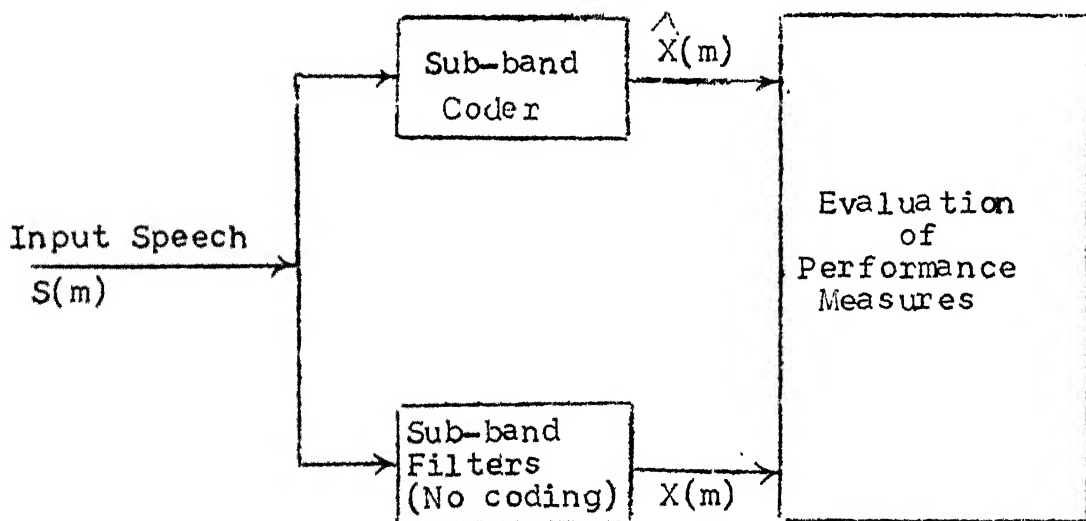 Sub-band
Coder
X̂(m)
Input Speech
S(m)
Evaluation
of
Performance
Measures
Sub-band
Filters
(No coding)
X(m)